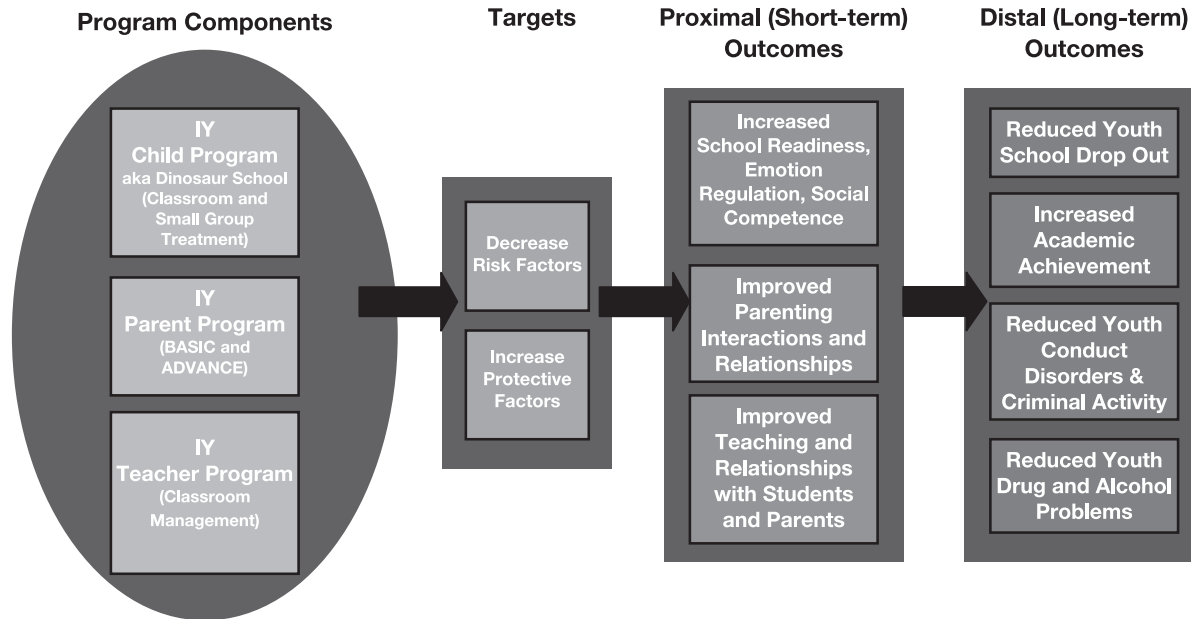 Program Components
IY
Child Program
aka Dinosaur School
(Classroom and
Small Group
Treatment)
IY
Parent Program
(BASIC and
ADVANCE)
IY
Teacher Program
(Classroom
Management)
Targets
Decrease
Risk Factors
Increase
Protective
Factors
Proximal (Short-term)
Outcomes
Increased
School Readiness,
Emotion
Regulation, Social
Competence
Improved
Parenting
Interactions and
Relationships
Improved
Teaching and
Relationships
with Students
and Parents
Distal (Long-term)
Outcomes
Reduced Youth
School Drop Out
Increased
Academic
Achievement
Reduced Youth
Conduct
Disorders &
Criminal Activity
Reduced Youth
Drug and Alcohol
Problems